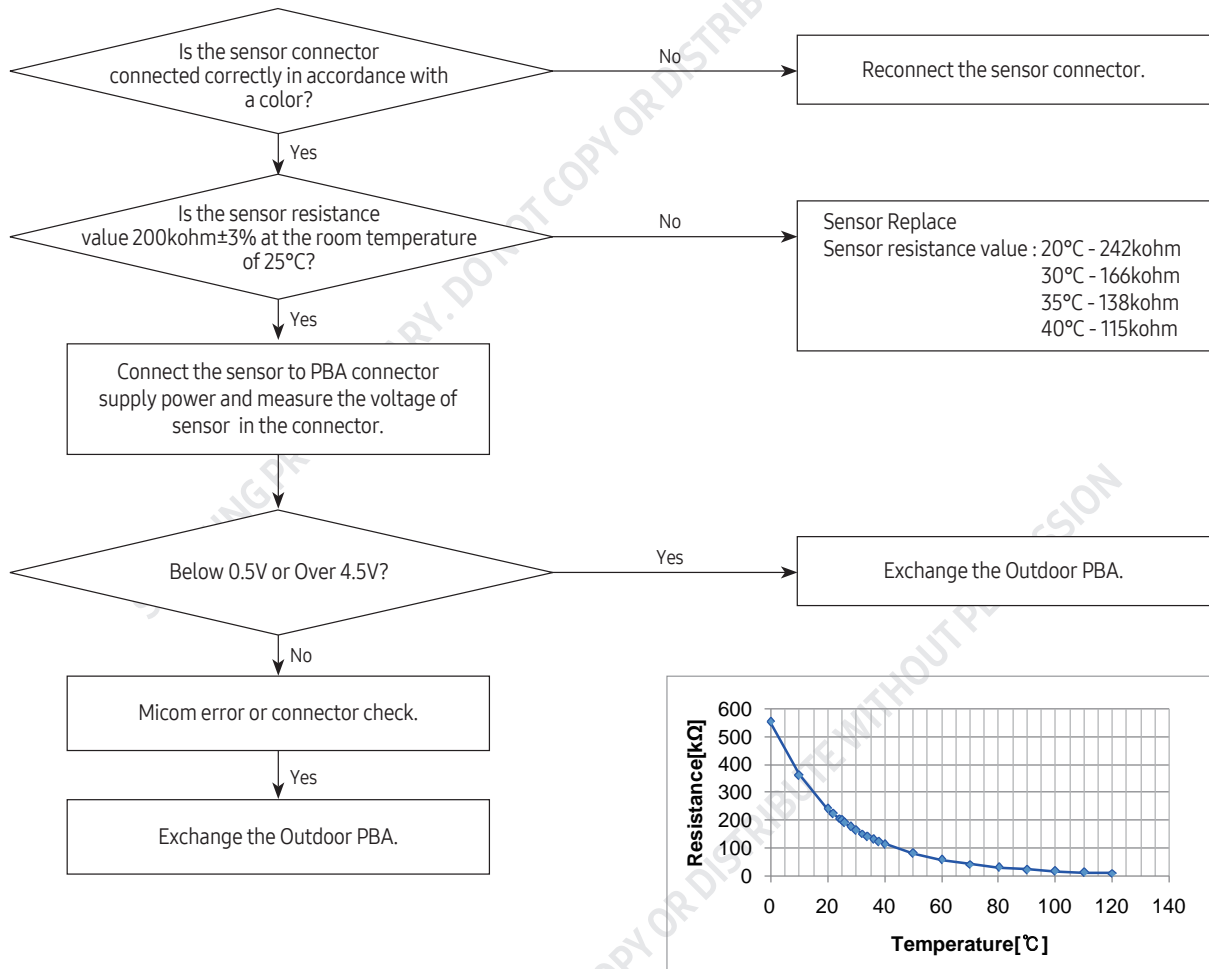 Is the sensor connector
connected correctly in accordance with
a color?
No
Reconnect the sensor connector.
Yes
Is the sensor resistance
value 200kohm±3% at the room temperature
of 25°C?
No
Sensor Replace
Sensor resistance value : 20°C - 242kohm
30°C - 166kohm
35°C - 138kohm
40°C - 115kohm
Yes
Connect the sensor to PBA connector
supply power and measure the voltage of
sensor in the connector.
Below 0.5V or Over 4.5V?
Yes
Exchange the Outdoor PBA.
No
Micom error or connector check.
Yes
Exchange the Outdoor PBA.
Resistance[kΩ]
600
500
400
300
200
100
0
0 20 40 60 80 100 120 140
Temperature[℃]
DO NOT COPY OR
WITHOUT